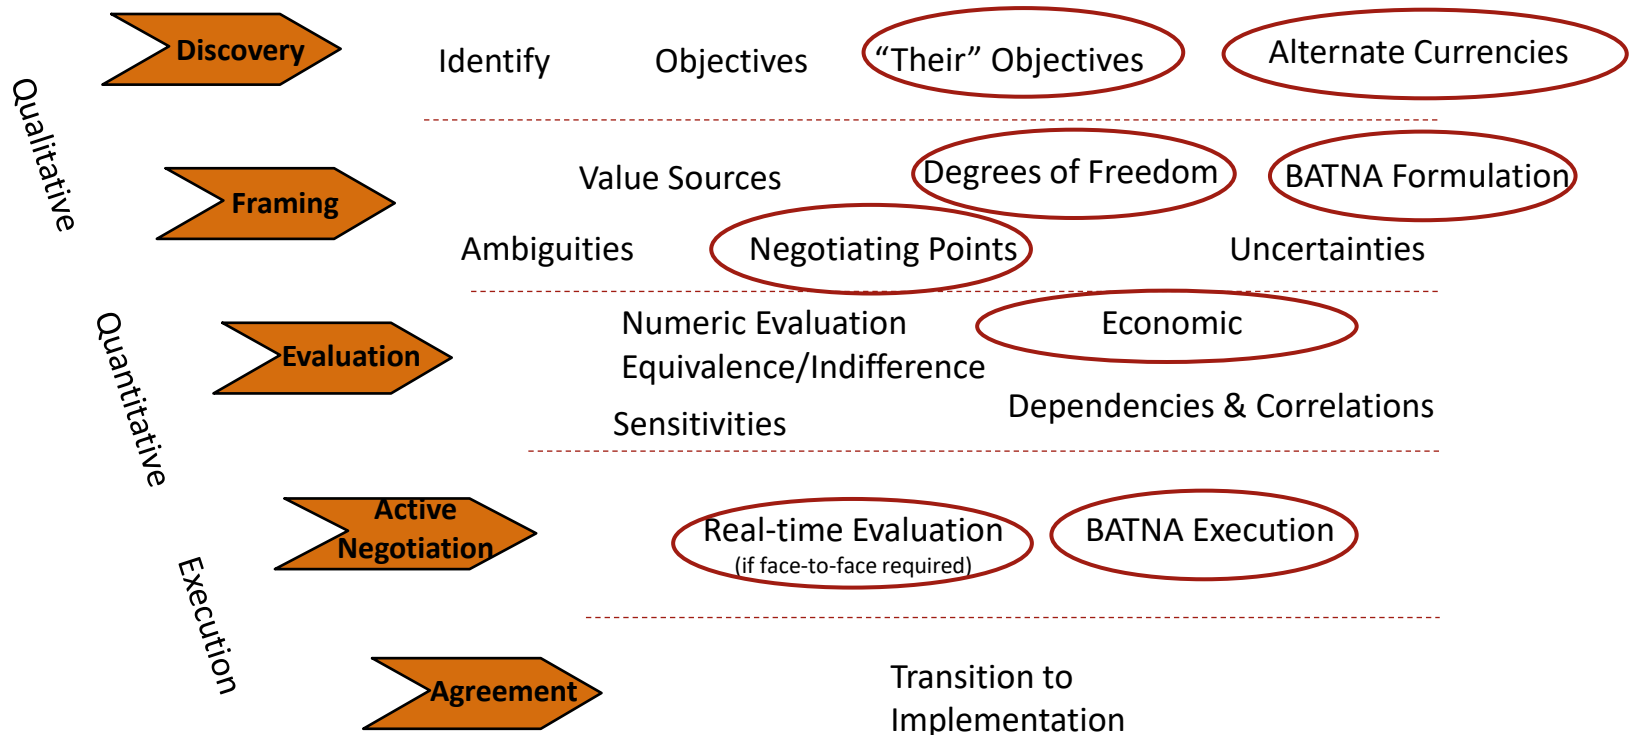 Discovery
Identify
Objectives
“Their” Objectives
Alternate Currencies
Qualitative
Framing
Value Sources
Degrees of Freedom
BATNA Formulation
Ambiguities
Negotiating Points
Uncertainties
Quantitative
Evaluation
Numeric Evaluation
Equivalence/Indifference
Economic
Sensitivities
Dependencies & Correlations
Execution
Active
Negotiation
Real-time Evaluation
(if face-to-face required)
BATNA Execution
Agreement
Transition to
Implementation